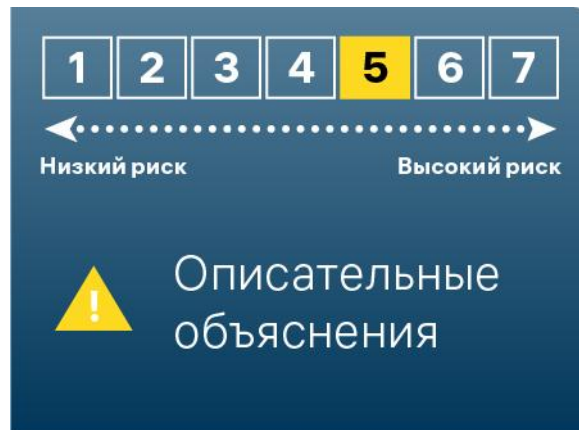 1 2 3 4 5 6 7
Низкий риск Высокий риск
! Описательные
объяснения